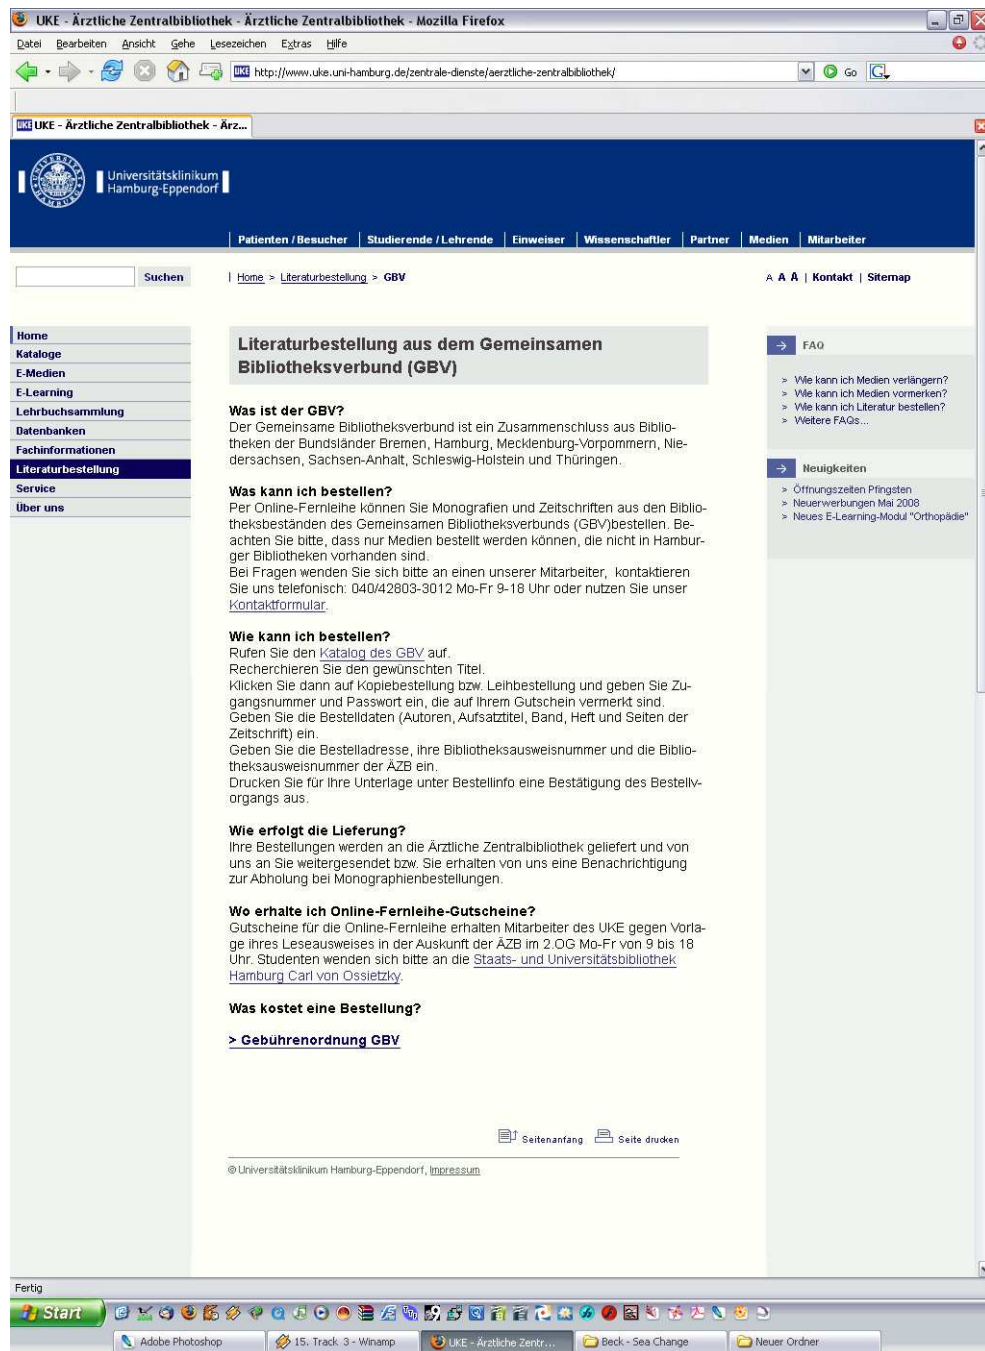 UKE - Ärztliche Zentralbibliothek - Ärztliche Zentralbibliothek - Mozilla Firefox
Datei Bearbeiten Ansicht Gehe Lesezeichen Extras Hilfe
http://www.uke.uni-hamburg.de/zentrale-dienste/aerztliche-zentralbibliothek/ Go
UKE - Ärztliche Zentralbibliothek - Ärz...
Universitätsklinikum
Hamburg-Eppendorf
Patienten / Besucher | Studierende / Lehrende | Einweiser | Wissenschaftler | Partner | Medien | Mitarbeiter
Suchen
| Home > Literaturbestellung > GBV
A A A | Kontakt | Sitemap
Home
Kataloge
E-Medien
E-Learning
Lehrbuchsammlung
Datenbanken
Fachinformationen
Literaturbestellung
Service
Über uns
Literaturbestellung aus dem Gemeinsamen
Bibliotheksverbund (GBV)
Was ist der GBV?
Der Gemeinsame Bibliotheksverbund ist ein Zusammenschluss aus Biblio-
theken der Bundsländer Bremen, Hamburg, Mecklenburg-Vorpommern, Nie-
dersachsen, Sachsen-Anhalt, Schleswig-Holstein und Thüringen.
Was kann ich bestellen?
Per Online-Fernleihe können Sie Monografien und Zeitschriften aus den Biblio-
theksbeständen des Gemeinsamen Bibliotheksverbunds (GBV)bestellen. Be-
achten Sie bitte, dass nur Medien bestellt werden können, die nicht in Hambur-
ger Bibliotheken vorhanden sind.
Bei Fragen wenden Sie sich bitte an einen unserer Mitarbeiter, kontaktieren
Sie uns telefonisch: 040/42803-3012 Mo-Fr 9-18 Uhr oder nutzen Sie unser
Kontaktformular.
Wie kann ich bestellen?
Rufen Sie den Katalog des GBV auf.
Recherchieren Sie den gewünschten Titel.
Klicken Sie dann auf Kopiebestellung bzw. Leihbestellung und geben Sie Zu-
gangsnummer und Passwort ein, die auf Ihrem Gutschein vermerkt sind.
Geben Sie die Bestelldaten (Autoren, Aufsatztitel, Band, Heft und Seiten der
Zeitschrift) ein.
Geben Sie die Bestelladresse, ihre Bibliotheksausweisnummer und die Biblio-
theksausweisnummer der ÄZB ein.
Drucken Sie für Ihre Unterlage unter Bestellinfo eine Bestätigung des Bestellv-
organgs aus.
Wie erfolgt die Lieferung?
Ihre Bestellungen werden an die Ärztliche Zentralbibliothek geliefert und von
uns an Sie weitergesendet bzw. Sie erhalten von uns eine Benachrichtigung
zur Abholung bei Monographienbestellungen.
Wo erhalte ich Online-Fernleihe-Gutscheine?
Gutscheine für die Online-Fernleihe erhalten Mitarbeiter des UKE gegen Vorla-
ge ihres Leseausweises in der Auskunft der ÄZB im 2.OG Mo-Fr von 9 bis 18
Uhr. Studenten wenden sich bitte an die Staats- und Universitätsbibliothek
Hamburg Carl von Ossietzky.
Was kostet eine Bestellung?
> Gebührenordnung GBV
Seitenanfang Seite drucken
© Universitätsklinikum Hamburg-Eppendorf, Impressum
FAQ
> Wie kann ich Medien verlängern?
> Wie kann ich Medien vormerken?
> Wie kann ich Literatur bestellen?
> Weitere FAQs...
Neuigkeiten
> Öffnungszeiten Pfingsten
> Neuerwerbungen Mai 2008
> Neues E-Learning-Modul "Orthopädie"
Fertig
Start
Adobe Photoshop
15. Track 3 - Winamp
UKE - Ärztliche Zentr...
Beck - Sea Change
Neuer Ordner